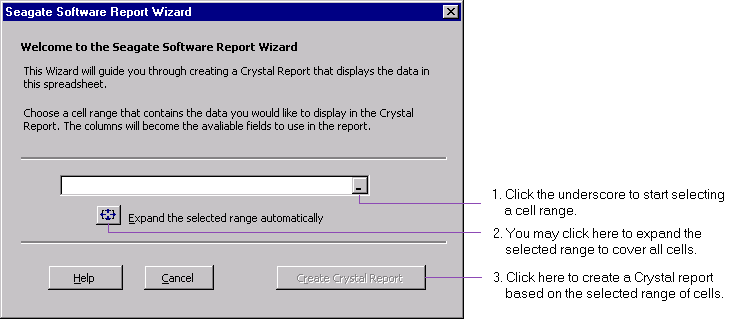 Seagate Software Report Wizard
Welcome to the Seagate Software Report Wizard
This Wizard will guide you through creating a Crystal Report that displays the data in
this spreadsheet.
Choose a cell range that contains the data you would like to display in the Crystal
Report. The columns will become the avaliable fields to use in the report.
Expand the selected range automatically
Help
Cancel
Create Crystal Report
1. Click the underscore to start selecting
a cell range.
2. You may click here to expand the
selected range to cover all cells.
3. Click here to create a Crystal report
based on the selected range of cells.